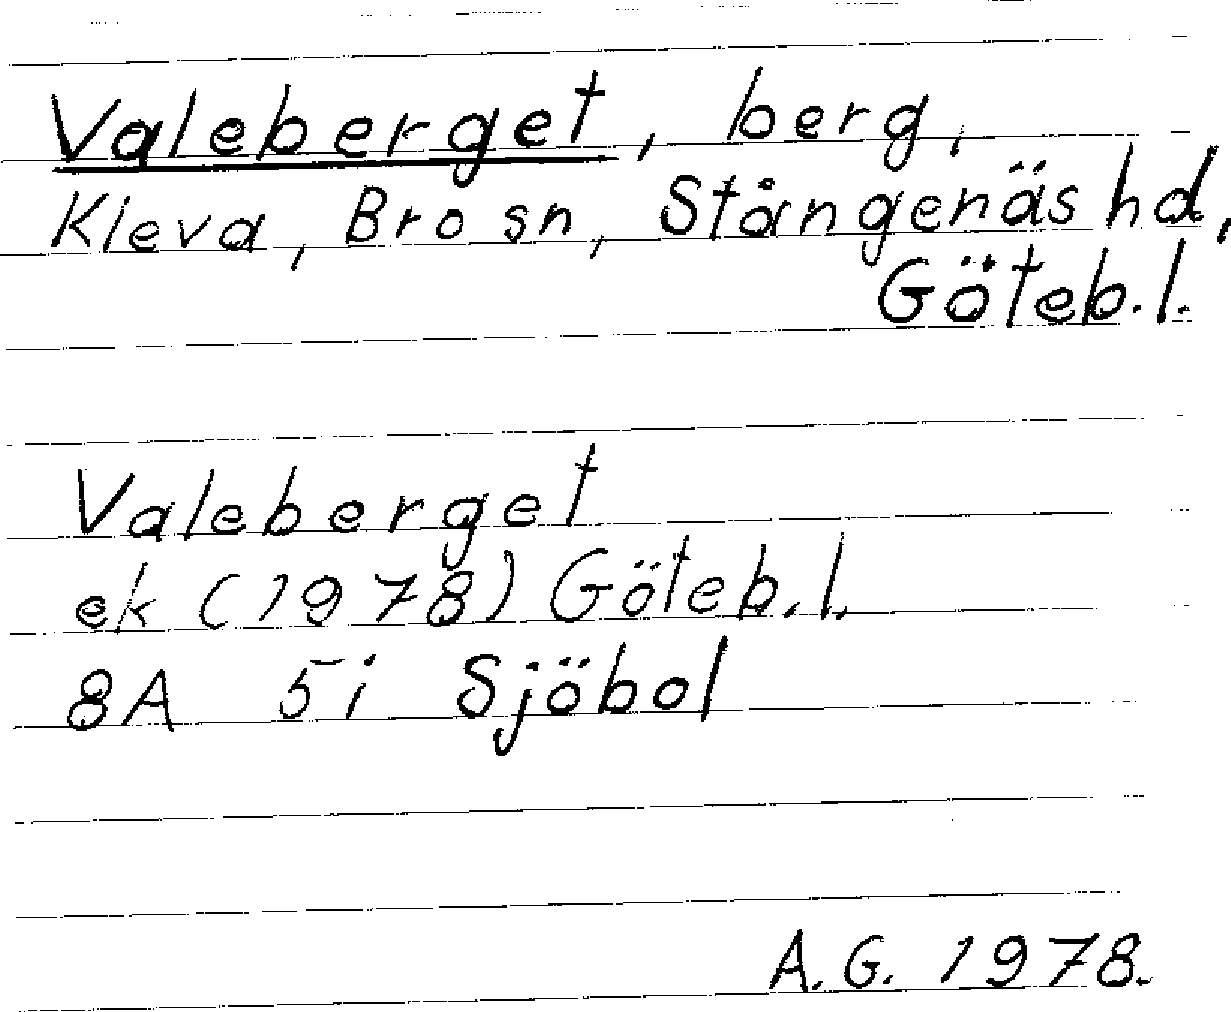 Valeberget, berg,
Kleva, Bro sn, Stångenäs hd,
Göteb. l.
Valeberget
ek (1978) Göteb. l.
8A 5i Sjöbol
A. G. 1978.